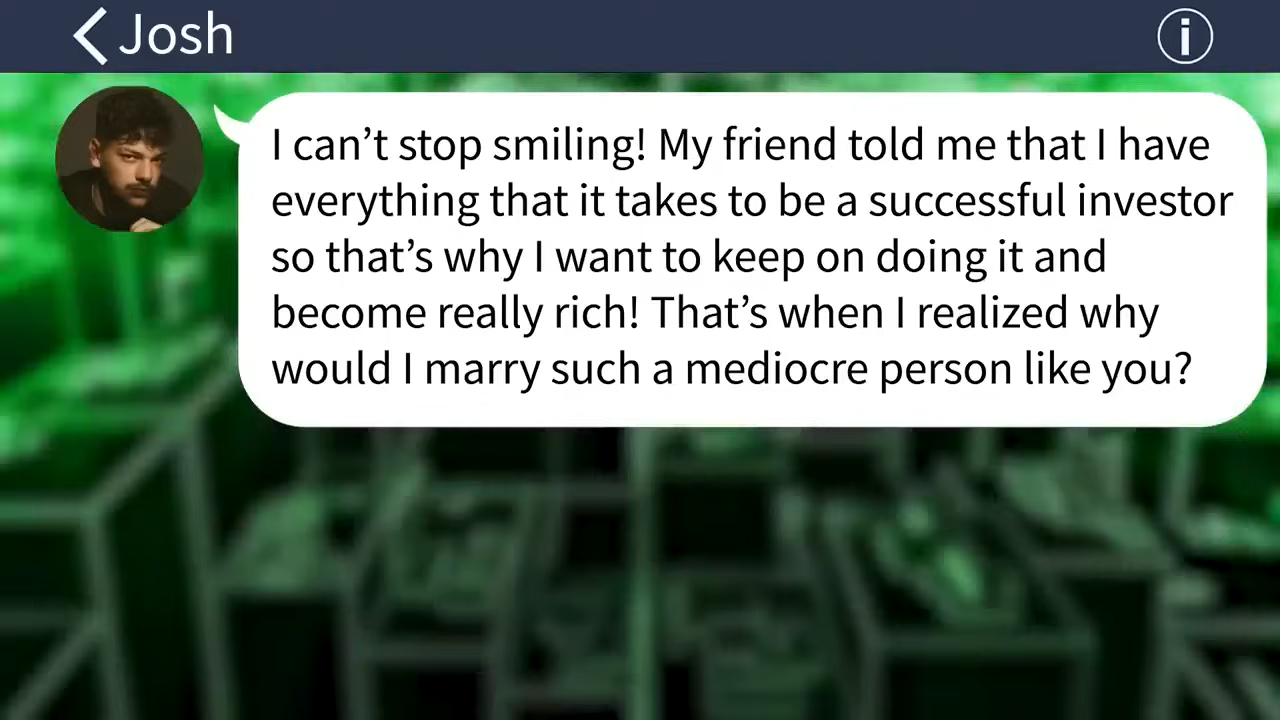 Josh
i
I can’t stop smiling! My friend told me that I have
everything that it takes to be a successful investor
so that’s why I want to keep on doing it and
become really rich! That’s when I realized why
would I marry such a mediocre person like you?